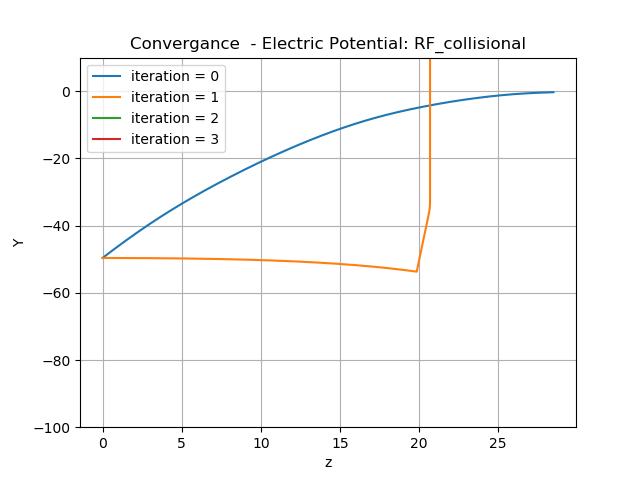 Convergance  - Electric Potential: RF_collisional
iteration = 0
iteration = 1
iteration = 2
iteration = 3
0
−20
−40
−60
−80
−100
Y
0
5
10
15
20
25
z